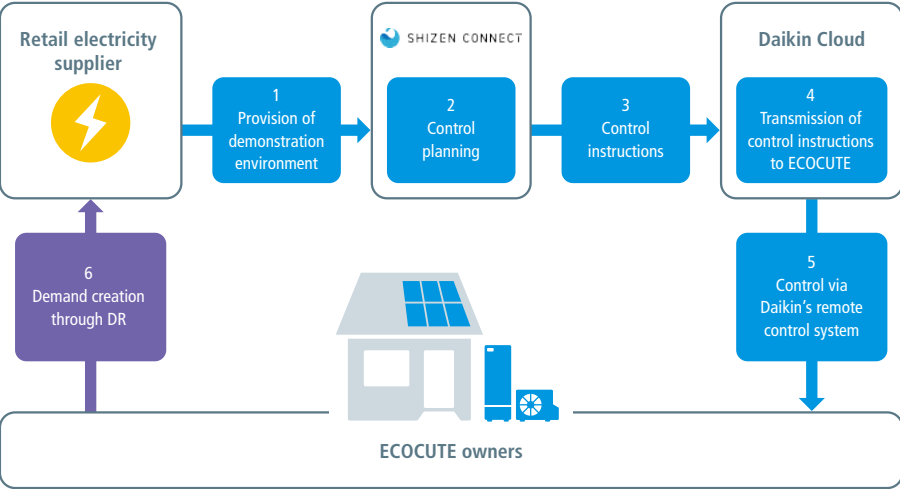 Retail electricity
supplier
1
Provision of
demonstration
environment
SHIZEN CONNECT
2
Control
planning
3
Control
instructions
Daikin Cloud
4
Transmission of
control instructions
to ECOCUTE
5
Control via
Daikin’s remote
control system
6
Demand creation
through DR
ECOCUTE owners